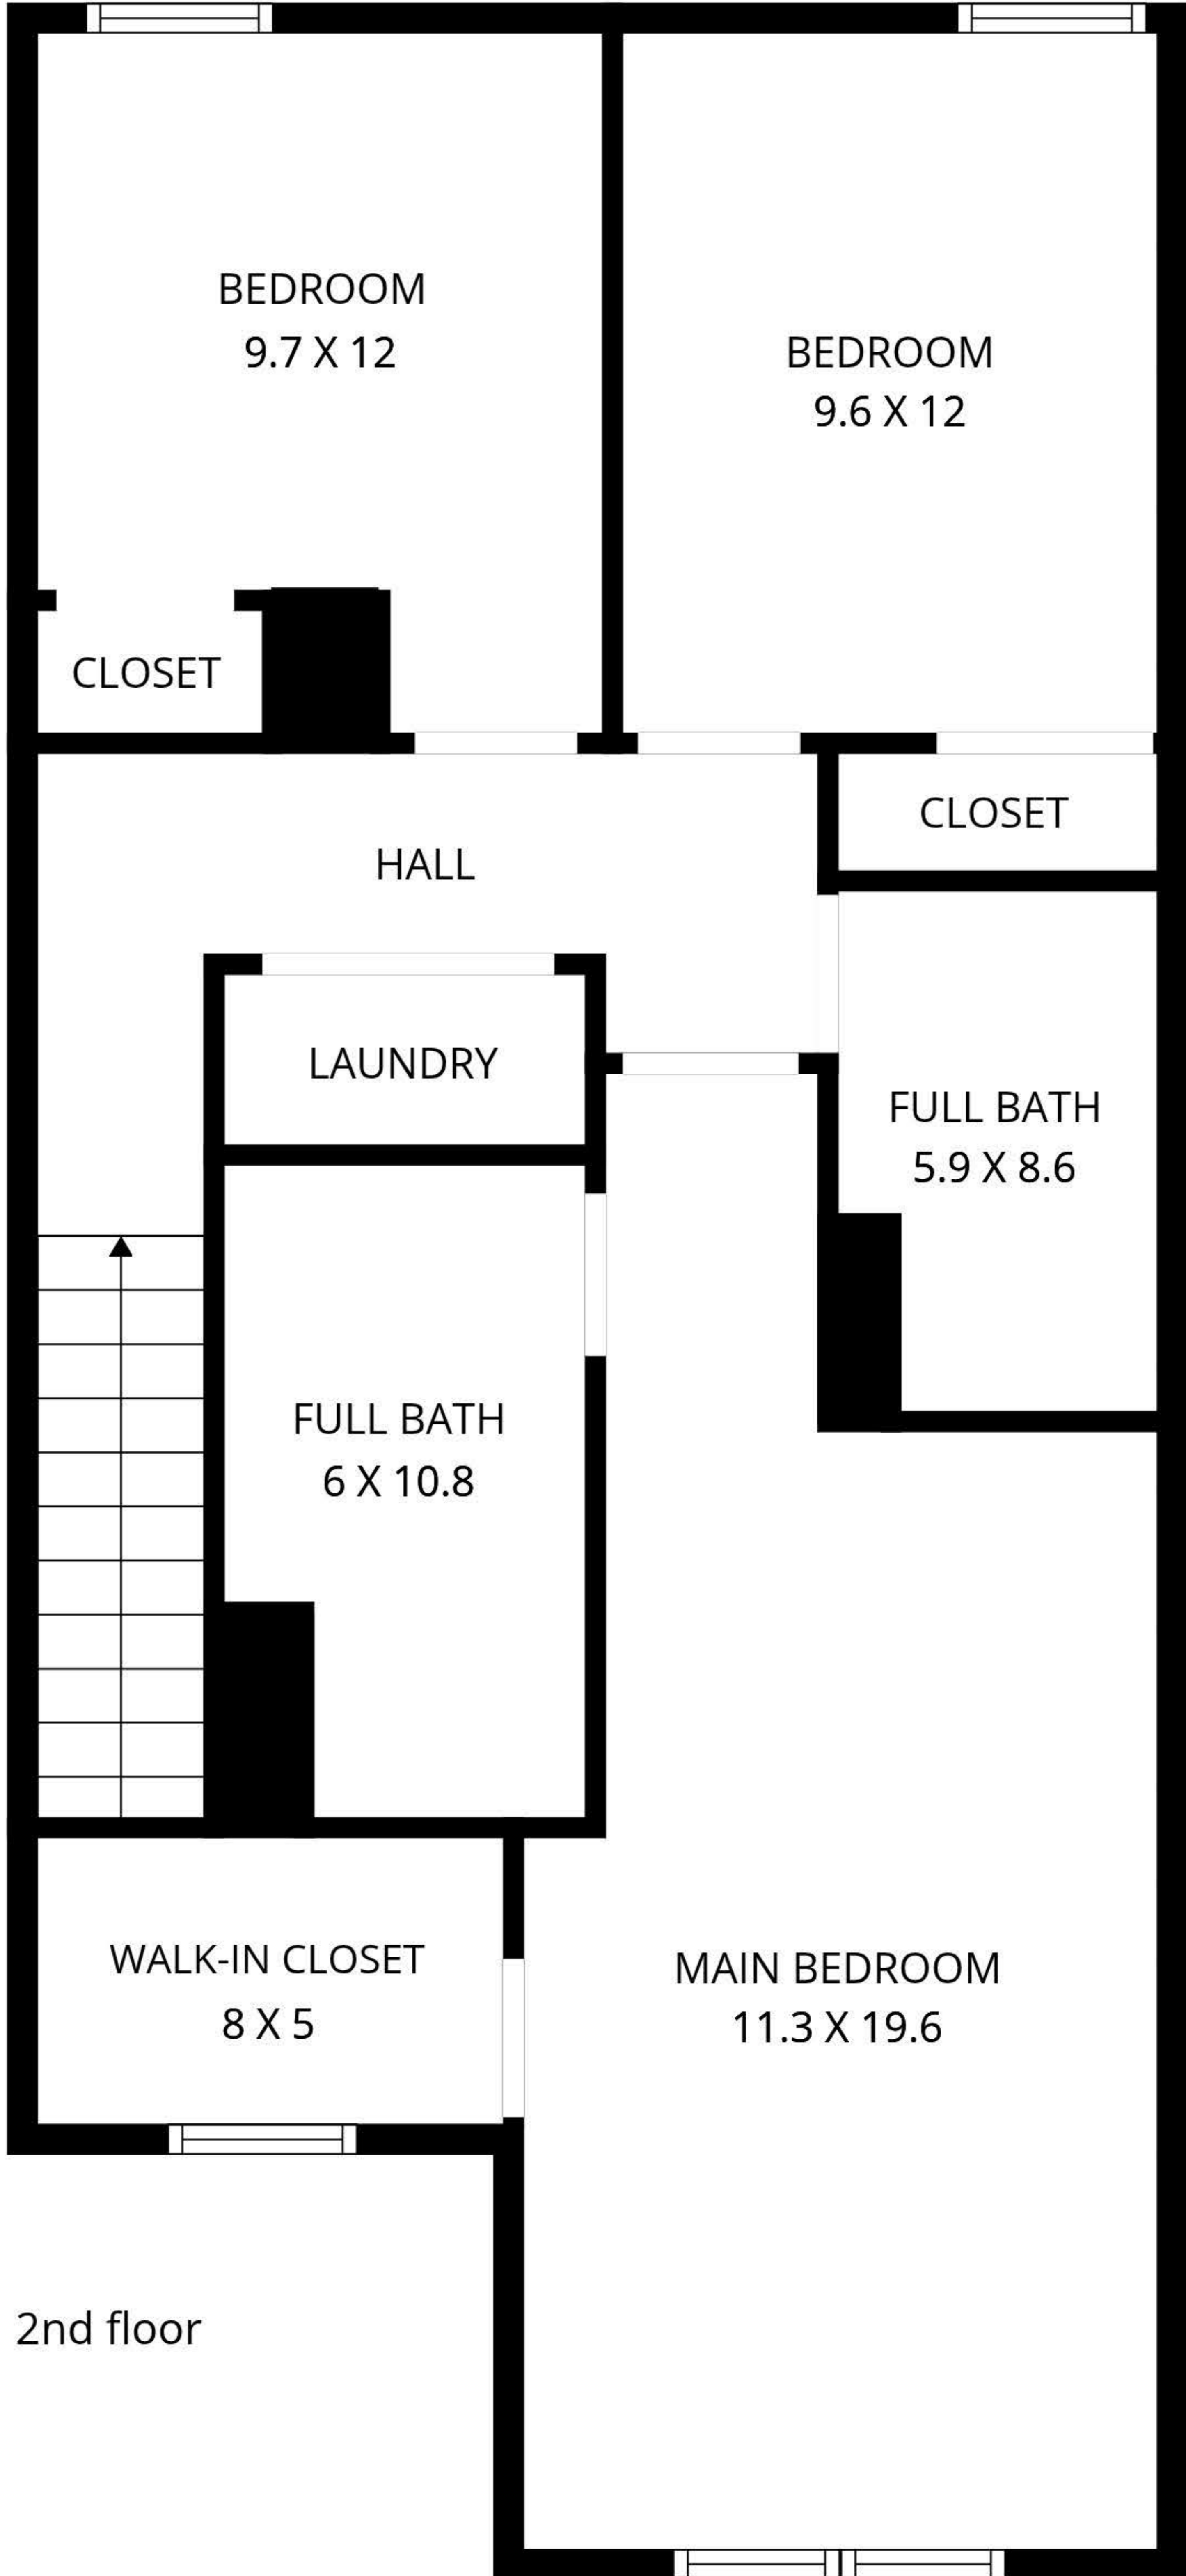 BEDROOM
9.7 X 12
BEDROOM
9.6 X 12
CLOSET
CLOSET
HALL
LAUNDRY
FULL BATH
5.9 X 8.6
FULL BATH
6 X 10.8
WALK-IN CLOSET
8 X 5
MAIN BEDROOM
11.3 X 19.6
2nd floor